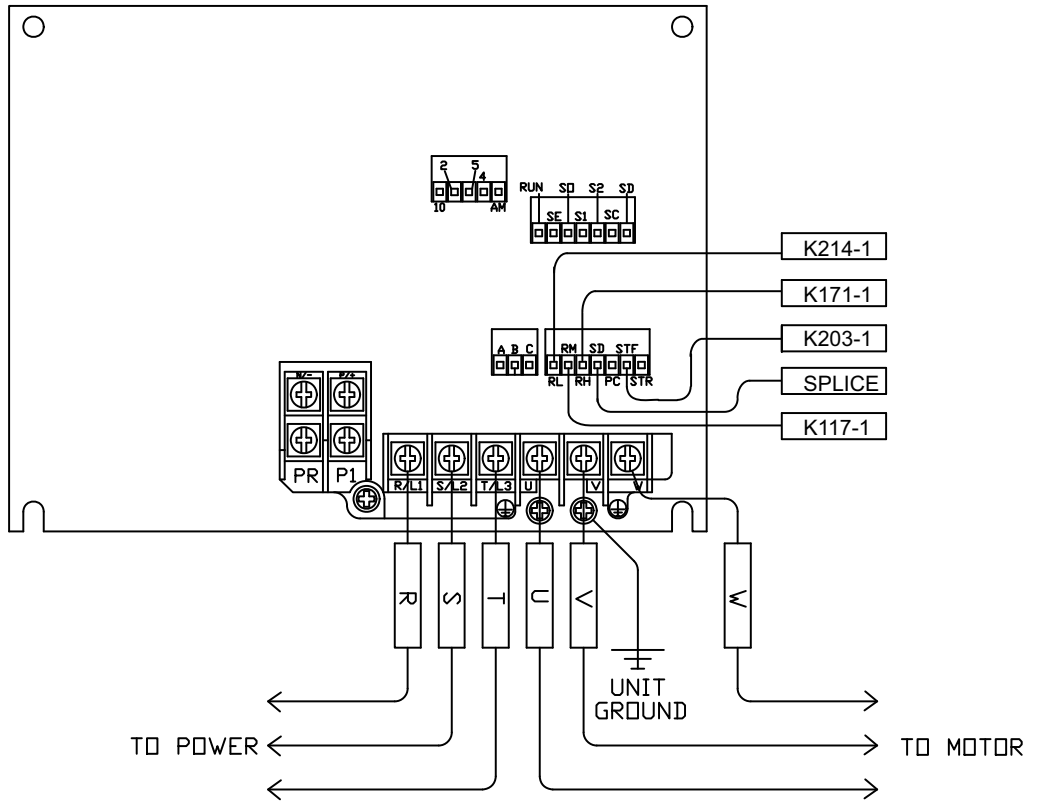 2 5
4
10 AM
RUN SO S2 SD
SE S1 SC
K214-1
K171-1
K203-1
SPLICE
K117-1
A B C
RM SD STF
RL RH PC STR
N/- P/+
PR P1
R/L1 S/L2 T/L3 U V
R S T U V W
UNIT
GROUND
TO POWER
TO MOTOR